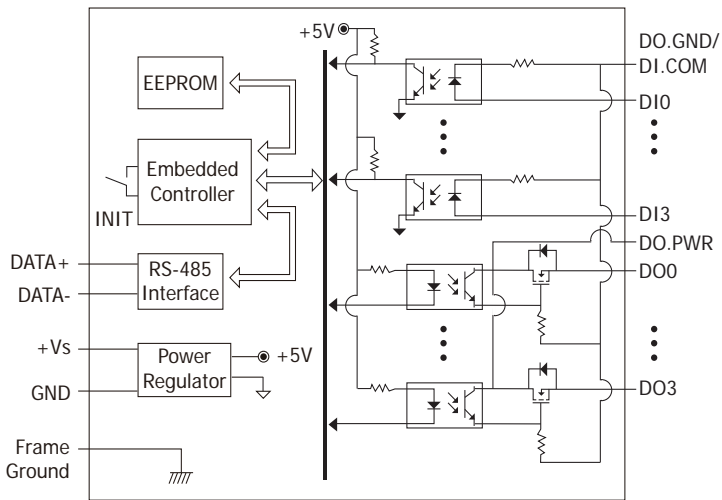 +5V
DO.GND/
DI.COM
EEPROM
DI0
Embedded
Controller
INIT
DI3
DO.PWR
DATA+
RS-485
Interface
DO0
DATA-
+Vs
Power
Regulator
+5V
GND
DO3
Frame
Ground